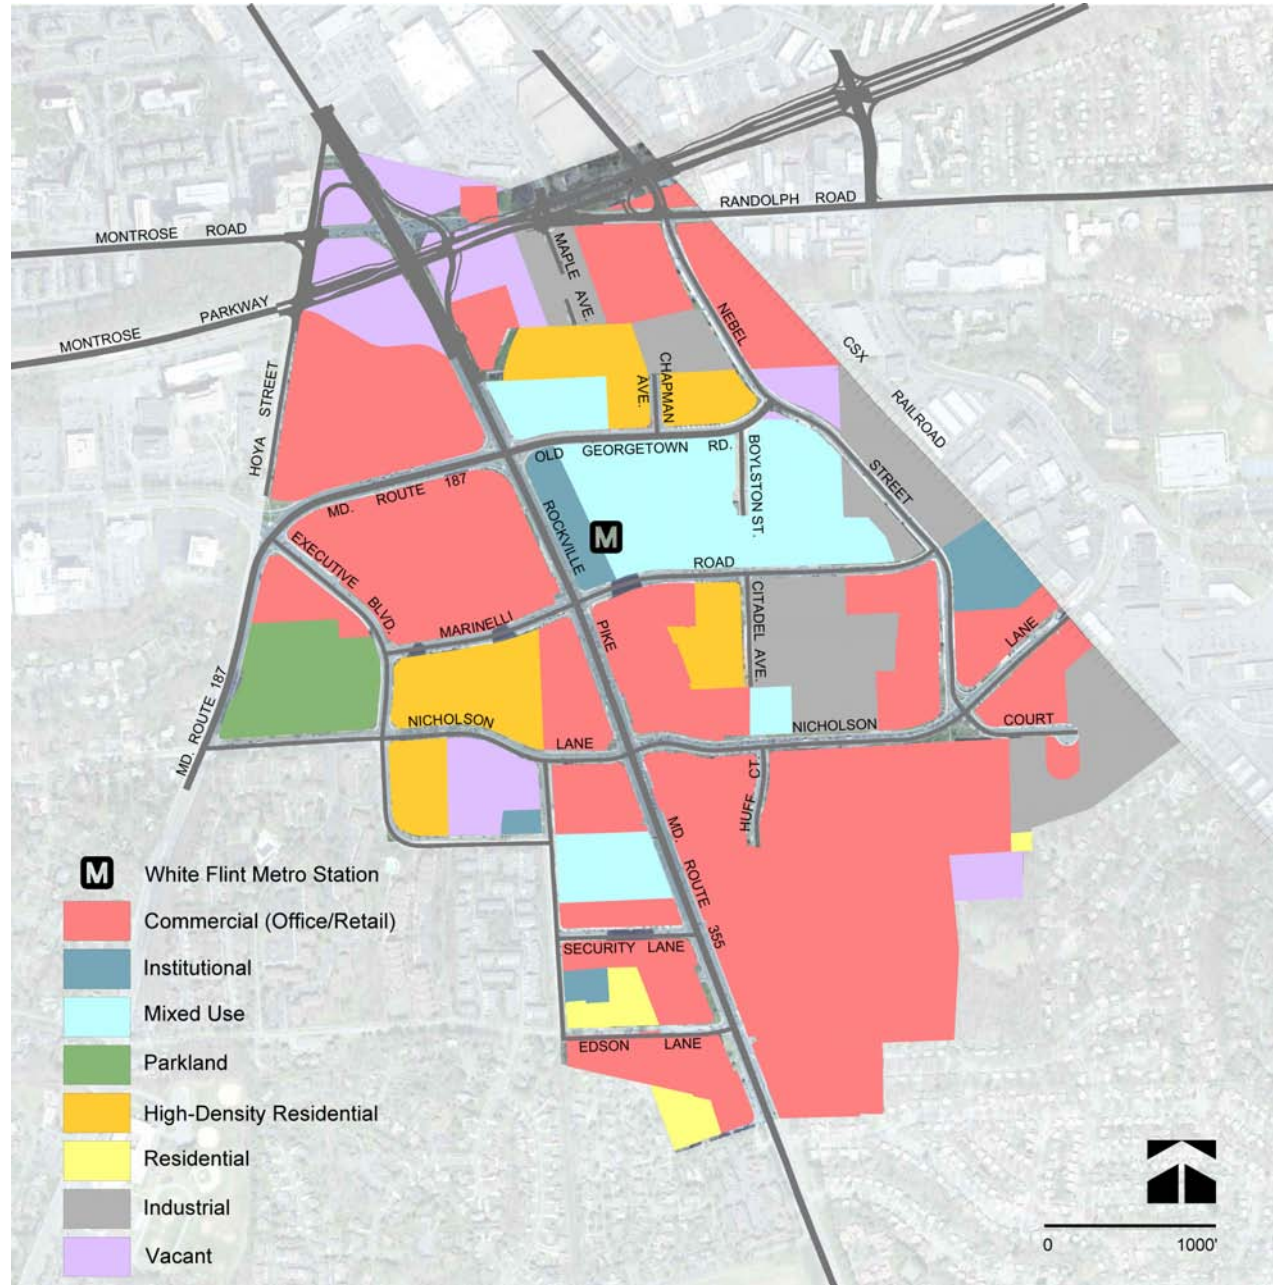 RANDOLPH ROAD
MONTROSE ROAD
MAPLE AVE.
MONTROSE PARKWAY
NEBEL
CSX
RAILROAD
CHAPMAN
AVE.
HOYA STREET
OLD GEORGETOWN RD.
BOYLSTON ST.
STREET
MD. ROUTE 187
ROCKVILLE
M
EXECUTIVE
BLVD.
ROAD
MARINELLI
CITADEL AVE.
PIKE
LANE
MD. ROUTE 187
NICHOLSON
LANE
NICHOLSON
COURT
HUFF CT
MD. ROUTE 355
SECURITY LANE
EDSON LANE
M White Flint Metro Station
Commercial (Office/Retail)
Institutional
Mixed Use
Parkland
High-Density Residential
Residential
Industrial
Vacant
0 1000'